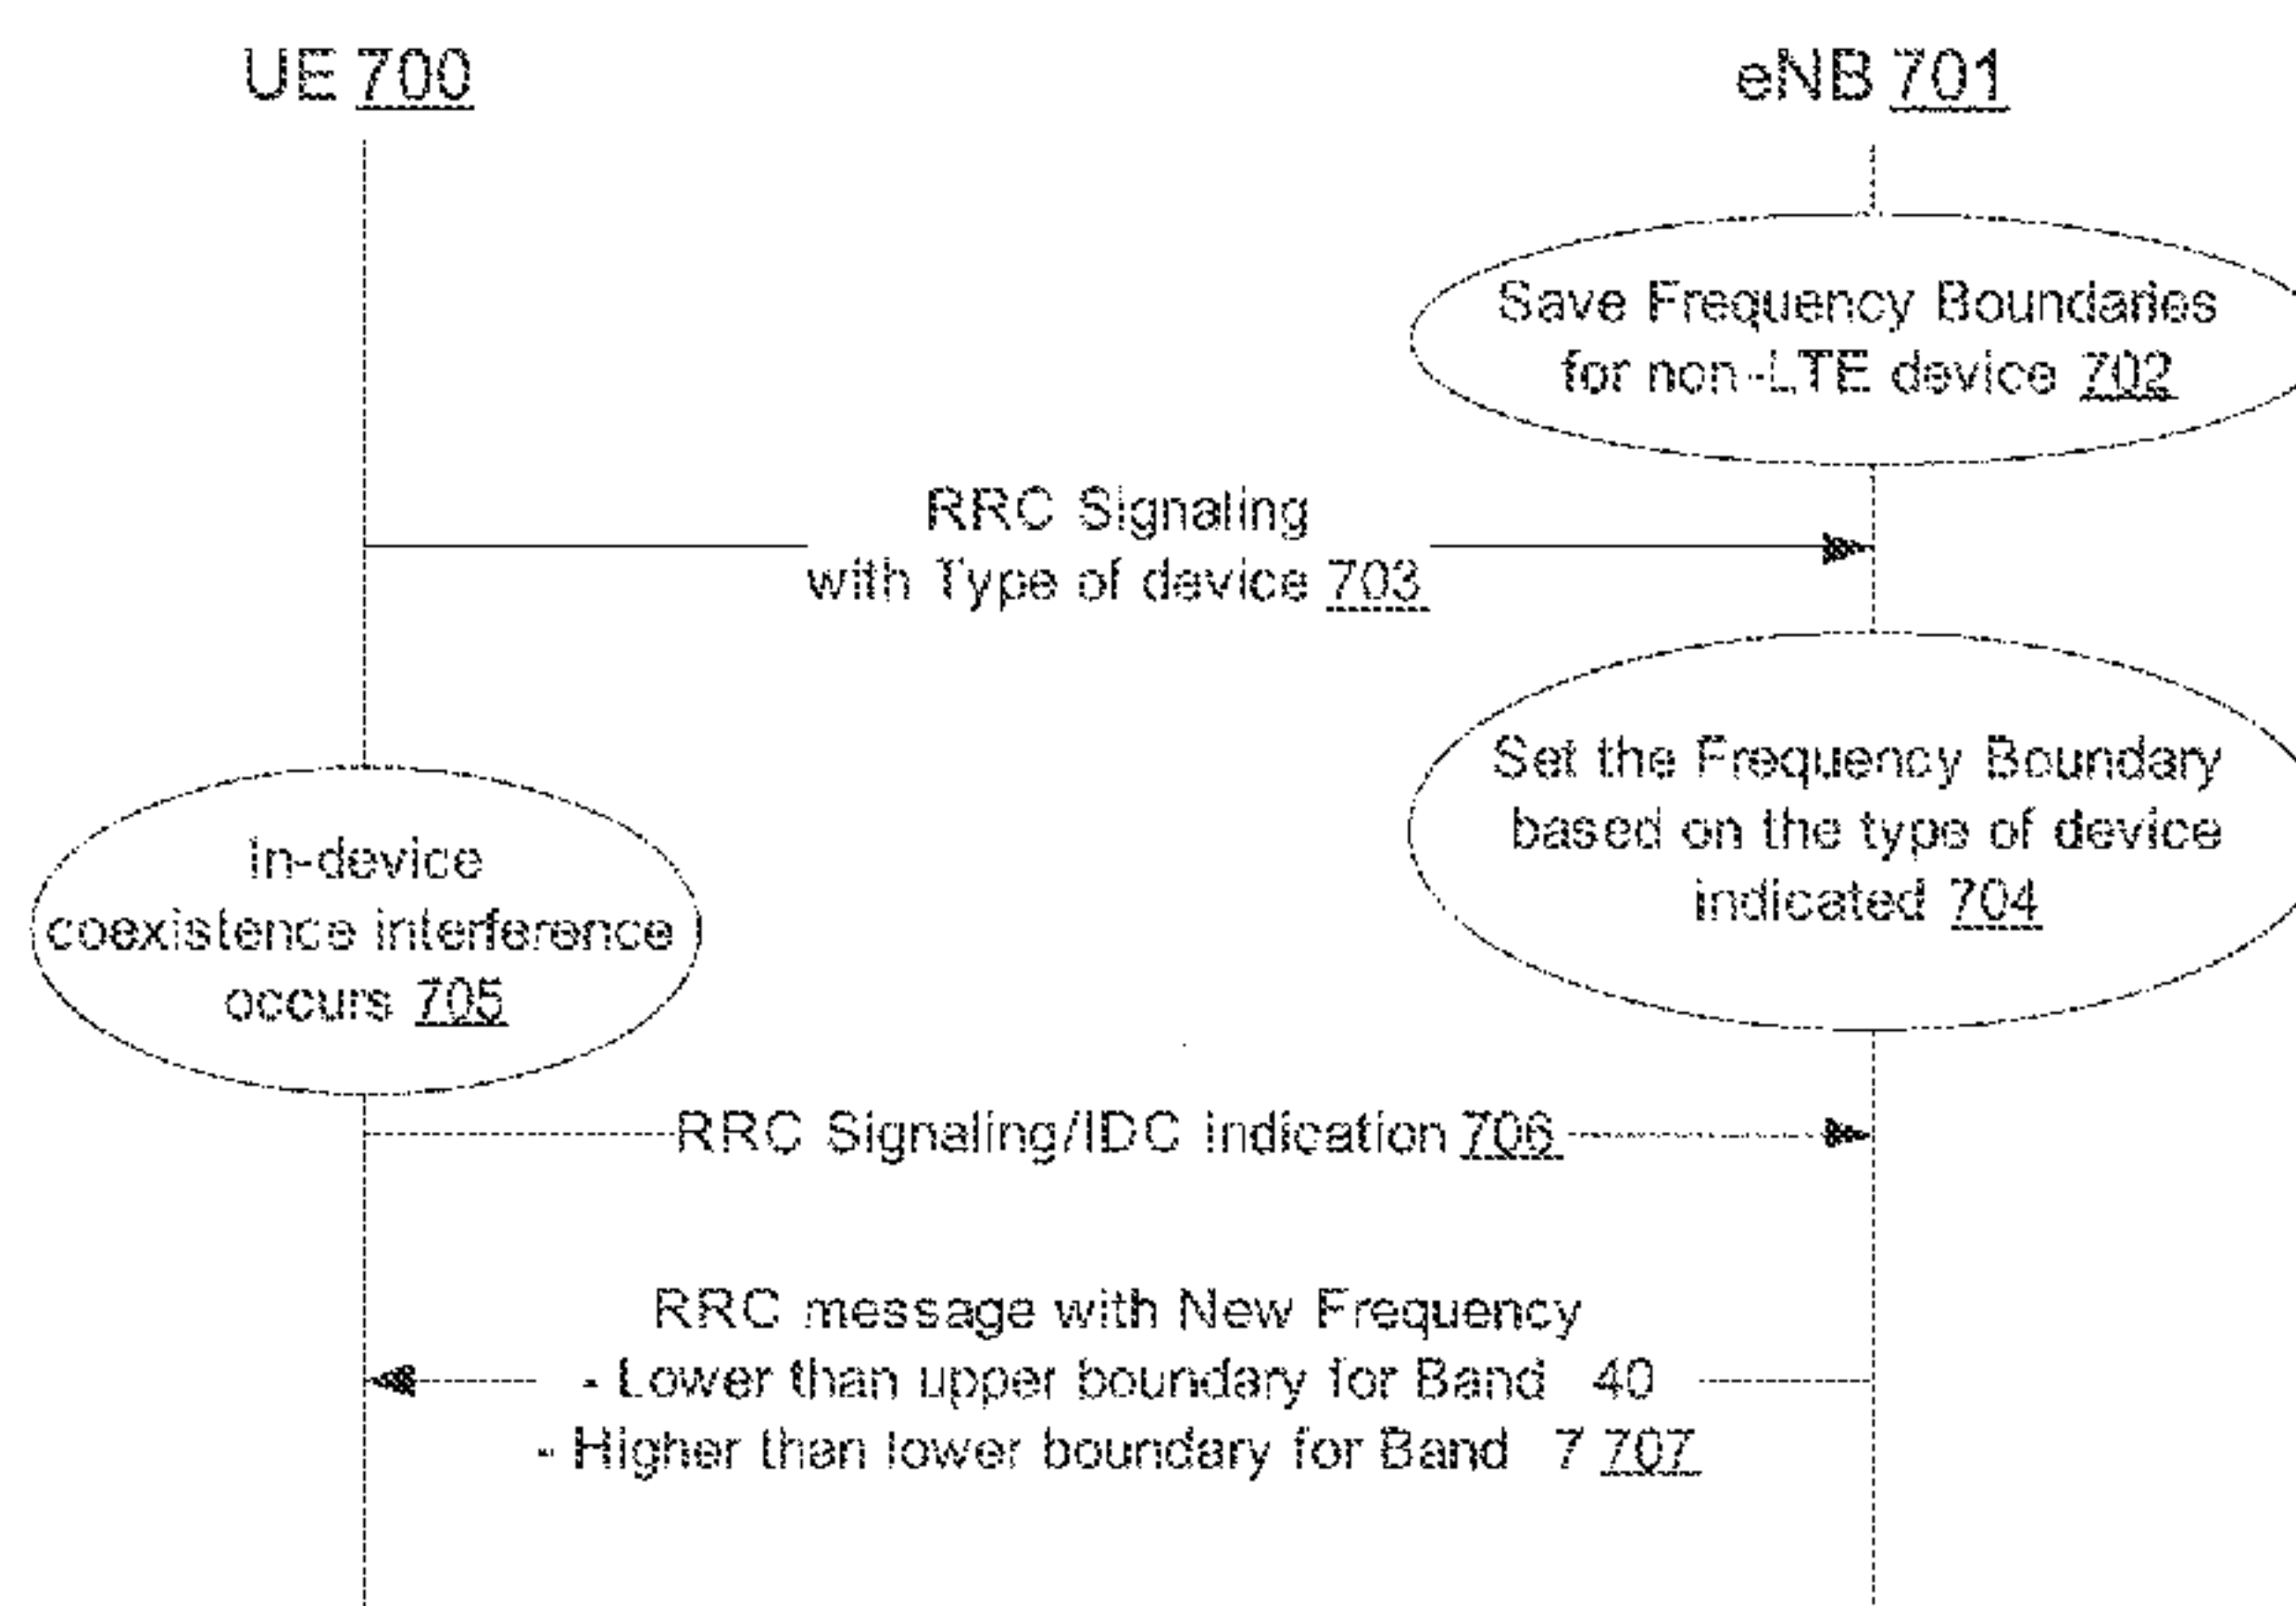 UE 700
eNB 701
Save Frequency Boundaries
for non-LTE device 702
RRC Signaling
with Type of device 703
Set the Frequency Boundary
based on the type of device
indicated 704
In-device
coexistence interference
occurs 705
RRC Signaling/IDC Indication 706
RRC message with New Frequency
- Lower than upper boundary for Band 40
- Higher than lower boundary for Band 7 707